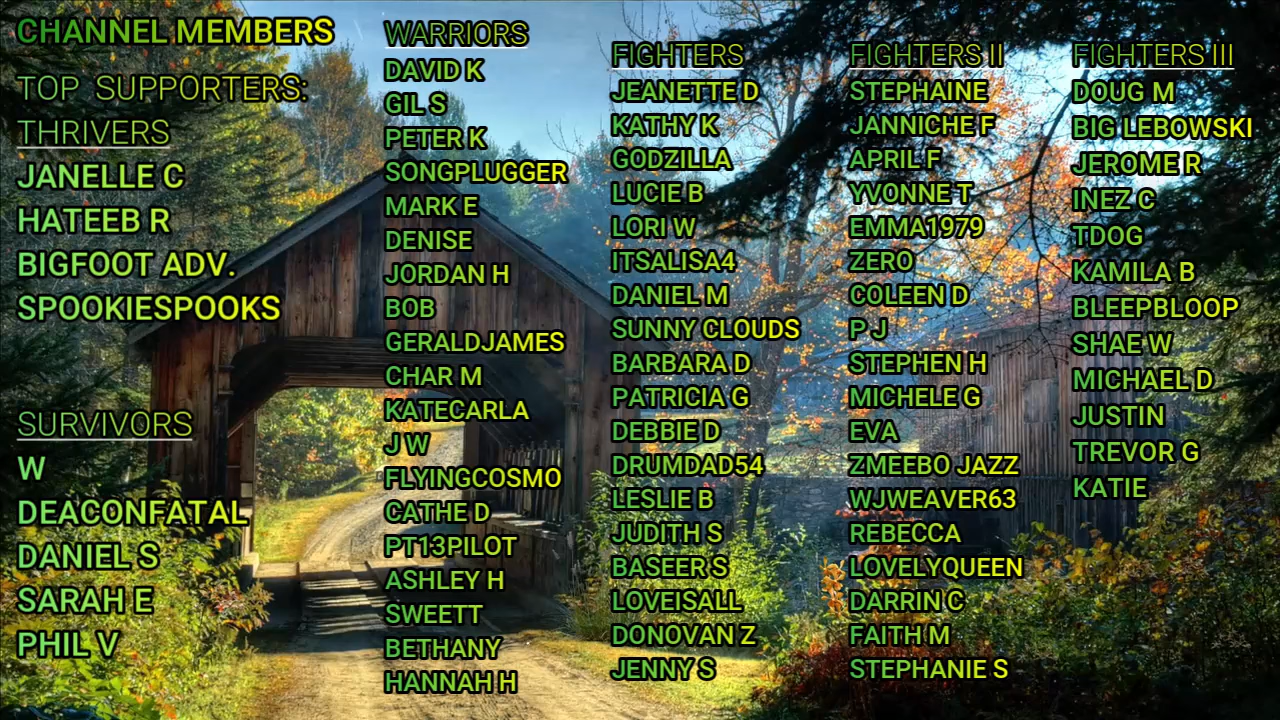 CHANNEL MEMBERS
TOP SUPPORTERS:
THRIVERS
JANELLE C
HATEEB R
BIGFOOT ADV.
SPOOKIESPOOKS
SURVIVORS
W
DEACONFATAL
DANIEL S
SARAH E
PHIL V
WARRIORS
DAVID K
GIL S
PETER K
SONGPLUGGER
MARK E
DENISE
JORDAN H
BOB
GERALDJAMES
CHAR M
KATECARLA
J W
FLYINGCOSMO
CATHE D
PT13PILOT
ASHLEY H
SWEETT
BETHANY
HANNAH H
FIGHTERS
JEANETTE D
KATHY K
GODZILLA
LUCIE B
LORI W
ITSALISA4
DANIEL M
SUNNY CLOUDS
BARBARA D
PATRICIA G
DEBBIE D
DRUMDAD54
LESLIE B
JUDITH S
BASEER S
LOVEISALL
DONOVAN Z
JENNY S
FIGHTERS II
STEPHAINE
JANNICHE F
APRIL F
YVONNE T
EMMA1979
ZERO
COLEEN D
P J
STEPHEN H
MICHELE G
EVA
ZMEEBO JAZZ
WJWEAVER63
REBECCA
LOVELYQUEEN
DARRIN C
FAITH M
STEPHANIE S
FIGHTERS III
DOUG M
BIG LEBOWSKI
JEROME R
INEZ C
TDOG
KAMILA B
BLEEPBLOOP
SHAE W
MICHAEL D
JUSTIN
TREVOR G
KATIE